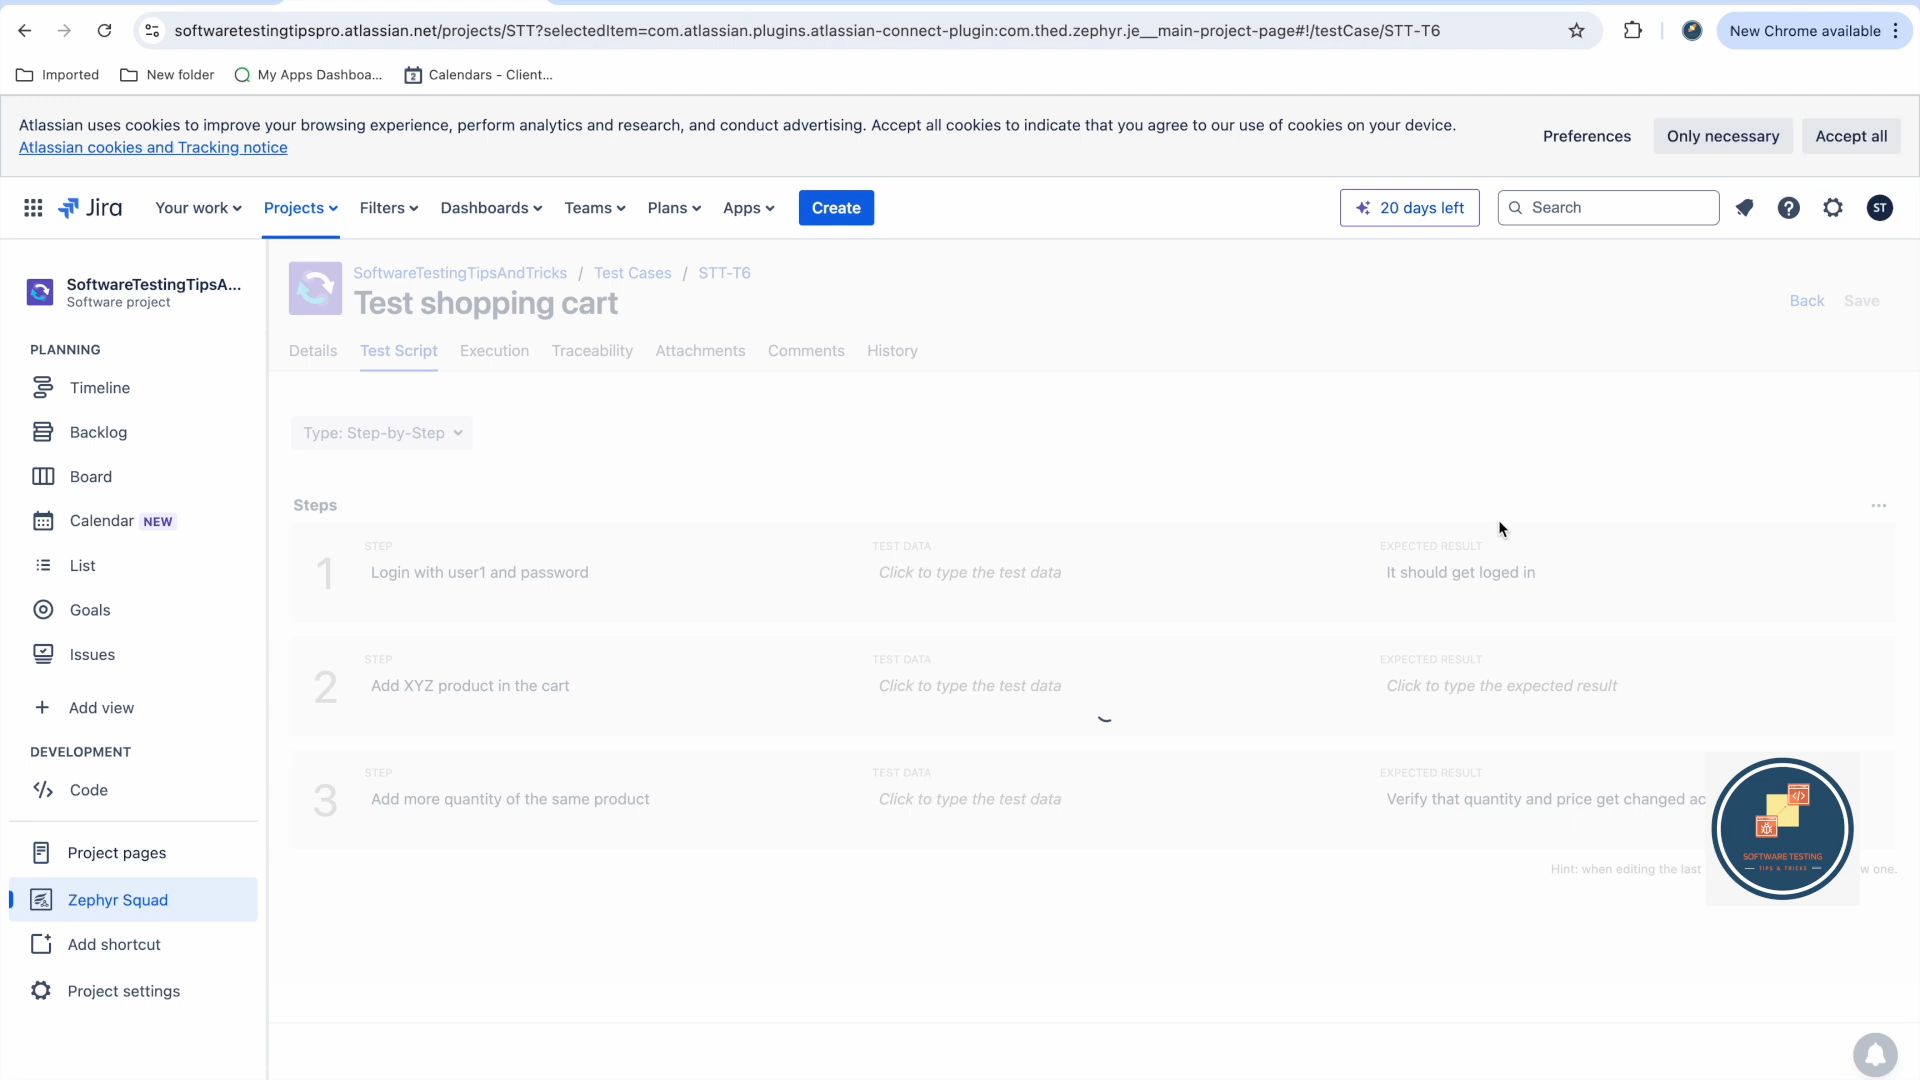 softwaretestingtipspro.atlassian.net/projects/STT?selectedItem=com.atlassian.plugins.atlassian-connect-plugin:com.thed.zephyr.je__main-project-page#!/testCase/STT-T6
New Chrome available
Imported
New folder
My Apps Dashboa...
2
Calendars - Client...
Atlassian uses cookies to improve your browsing experience, perform analytics and research, and conduct advertising. Accept all cookies to indicate that you agree to our use of cookies on your device.
Atlassian cookies and Tracking notice
Preferences
Only necessary
Accept all
Jira
Your work
Projects
Filters
Dashboards
Teams
Plans
Apps
Create
20 days left
Search
ST
SoftwareTestingTipsA...
Software project
PLANNING
Timeline
Backlog
Board
Calendar NEW
List
Goals
Issues
Add view
DEVELOPMENT
Code
Project pages
Zephyr Squad
Add shortcut
Project settings
SoftwareTestingTipsAndTricks / Test Cases / STT-T6
Test shopping cart
Back
Save
Details
Test Script
Execution
Traceability
Attachments
Comments
History
Type: Step-by-Step
Steps
1
STEP
Login with user1 and password
TEST DATA
Click to type the test data
EXPECTED RESULT
It should get loged in
2
STEP
Add XYZ product in the cart
TEST DATA
Click to type the test data
EXPECTED RESULT
Click to type the expected result
3
STEP
Add more quantity of the same product
TEST DATA
Click to type the test data
EXPECTED RESULT
Verify that quantity and price get changed ac
Hint: when editing the last
w one.
SOFTWARE TESTING
TIPS & TRICKS